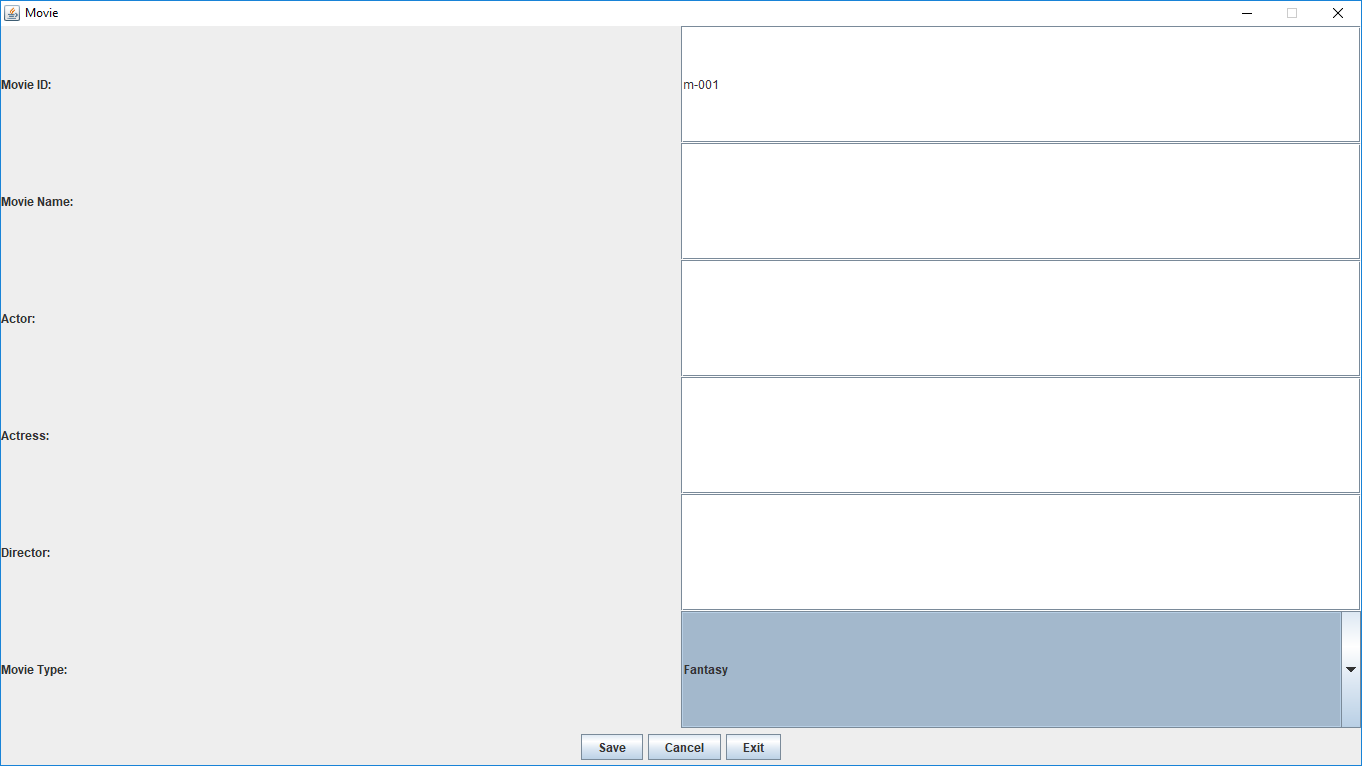 Movie
Movie ID:
m-001
Movie Name:
Actor:
Actress:
Director:
Movie Type:
Fantasy
Save
Cancel
Exit